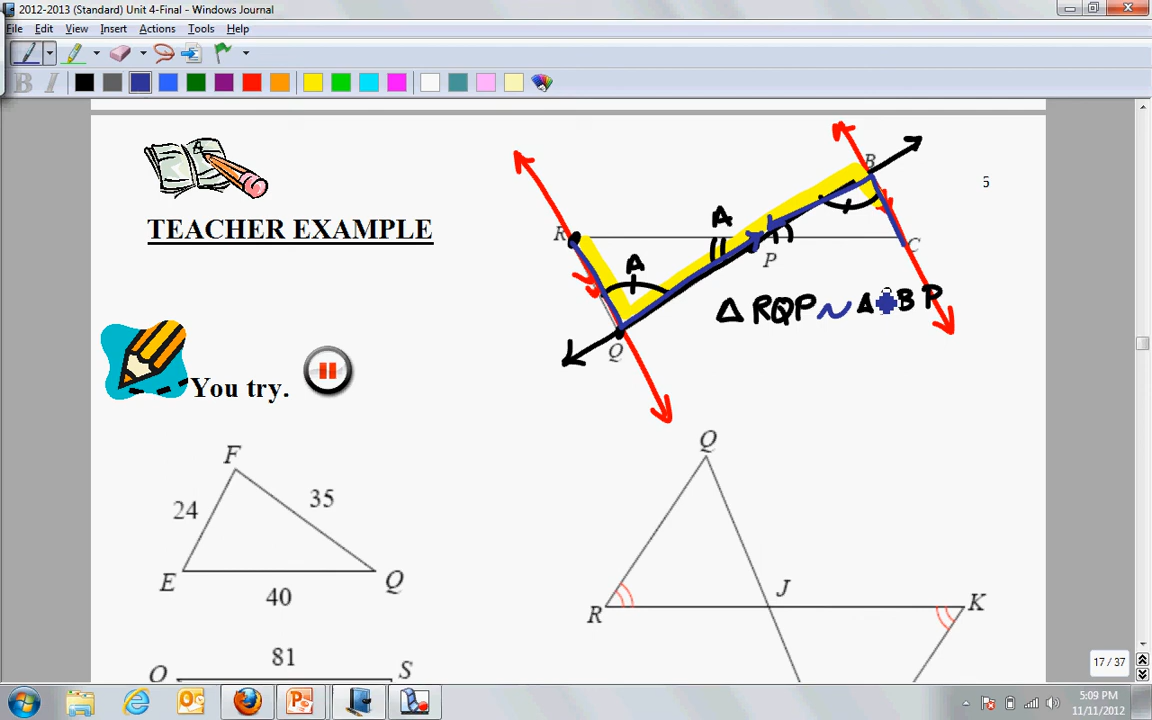 2012-2013 (Standard) Unit 4-Final - Windows Journal
File Edit View Insert Actions Tools Help
B I
TEACHER EXAMPLE
5
B
R
A
C
A
P
Δ RQP ~ Δ BP
Q
You try.
F
24
35
E
Q
40
81
O
S
Q
J
R
K
17 / 37
5:09 PM
11/11/2012